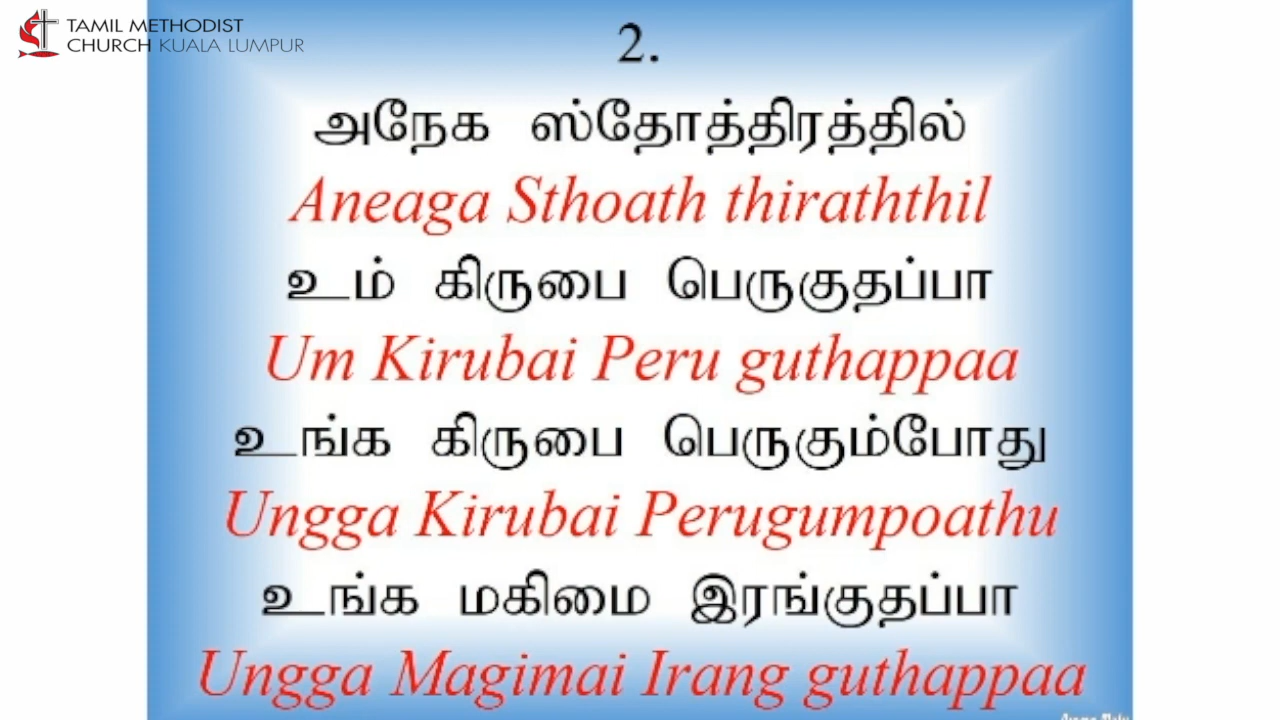 TAMIL METHODIST
CHURCH KUALA LUMPUR
2.
அநேக ஸ்தோத்திரத்தில்
Aneaga Sthoath thiraththil
உம் கிருபை பெருகுதப்பா
Um Kirubai Peru guthappaa
உங்க கிருபை பெருகும்போது
Ungga Kirubai Perugumpoathu
உங்க மகிமை இரங்குதப்பா
Ungga Magimai Irang guthappaa